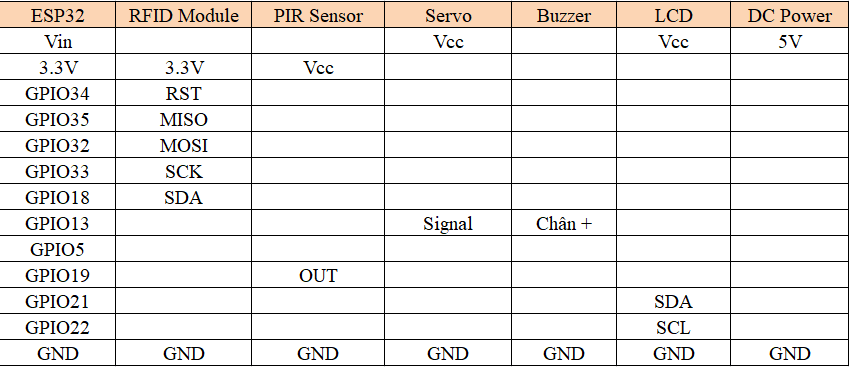 ESP32 RFID Module PIR Sensor Servo Buzzer LCD DC Power
Vin Vcc Vcc 5V
3.3V 3.3V Vcc
GPIO34 RST
GPIO35 MISO
GPIO32 MOSI
GPIO33 SCK
GPIO18 SDA
GPIO13 Signal Chân +
GPIO5
GPIO19 OUT
GPIO21 SDA
GPIO22 SCL
GND GND GND GND GND GND GND